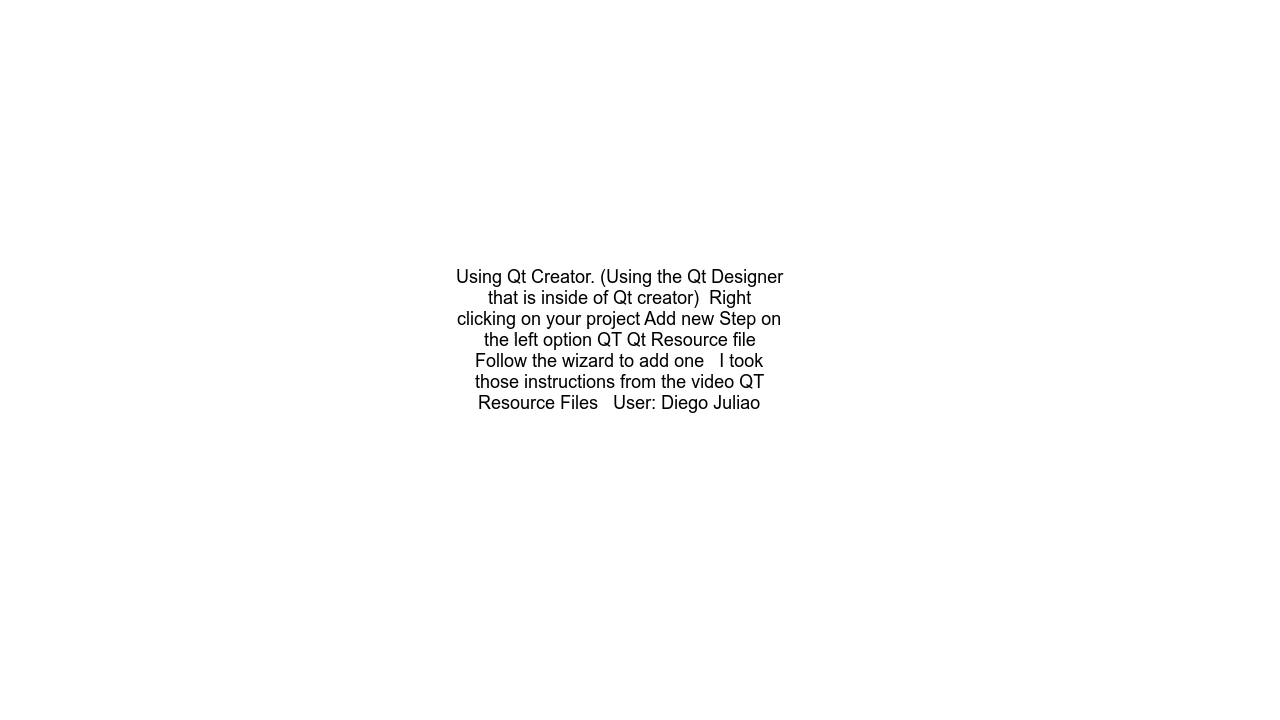 Using Qt Creator. (Using the Qt Designer
that is inside of Qt creator)  Right
clicking on your project Add new Step on
the left option QT Qt Resource file
Follow the wizard to add one   I took
those instructions from the video QT
Resource Files   User: Diego Juliao